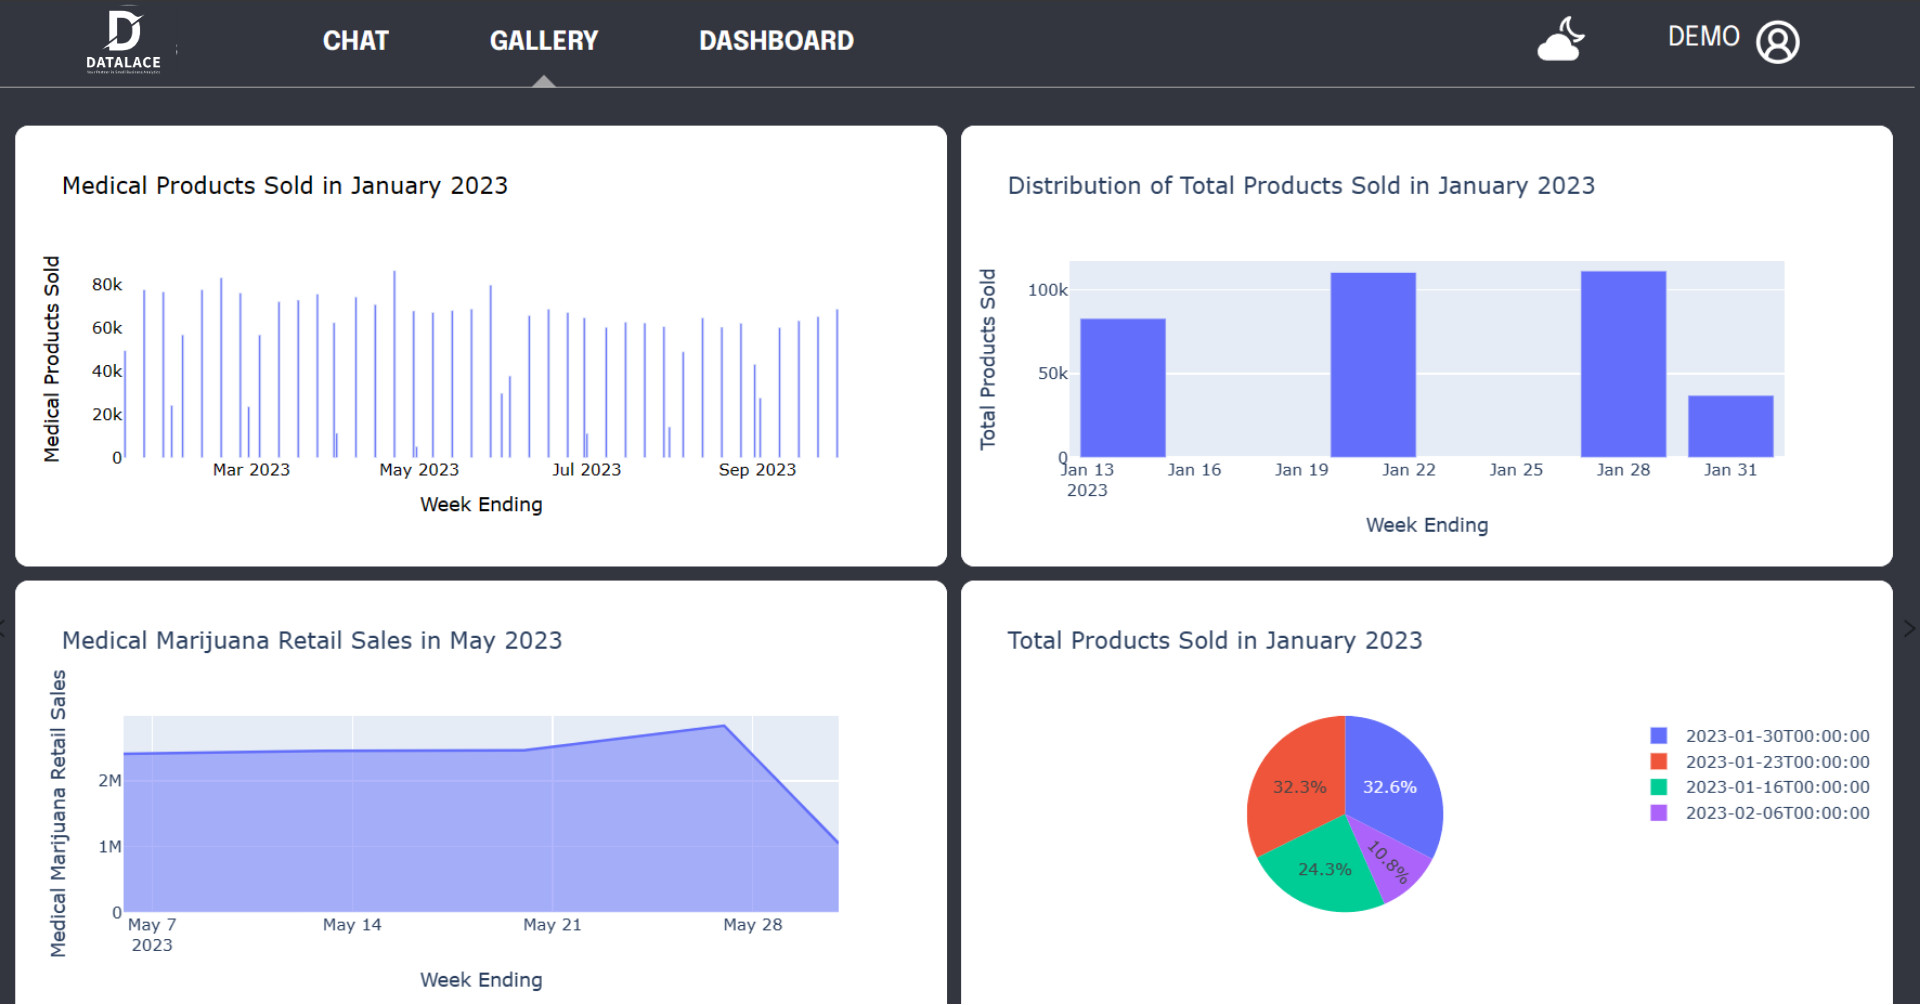 DATALACE
CHAT
GALLERY
DASHBOARD
DEMO
Medical Products Sold in January 2023
Medical Products Sold
80k
60k
40k
20k
0
Mar 2023
May 2023
Jul 2023
Sep 2023
Week Ending
Distribution of Total Products Sold in January 2023
Total Products Sold
100k
50k
0
Jan 13
2023
Jan 16
Jan 19
Jan 22
Jan 25
Jan 28
Jan 31
Week Ending
Medical Marijuana Retail Sales in May 2023
Medical Marijuana Retail Sales
2M
1M
0
May 7
2023
May 14
May 21
May 28
Week Ending
Total Products Sold in January 2023
32.3%
32.6%
24.3%
10.8%
2023-01-30T00:00:00
2023-01-23T00:00:00
2023-01-16T00:00:00
2023-02-06T00:00:00